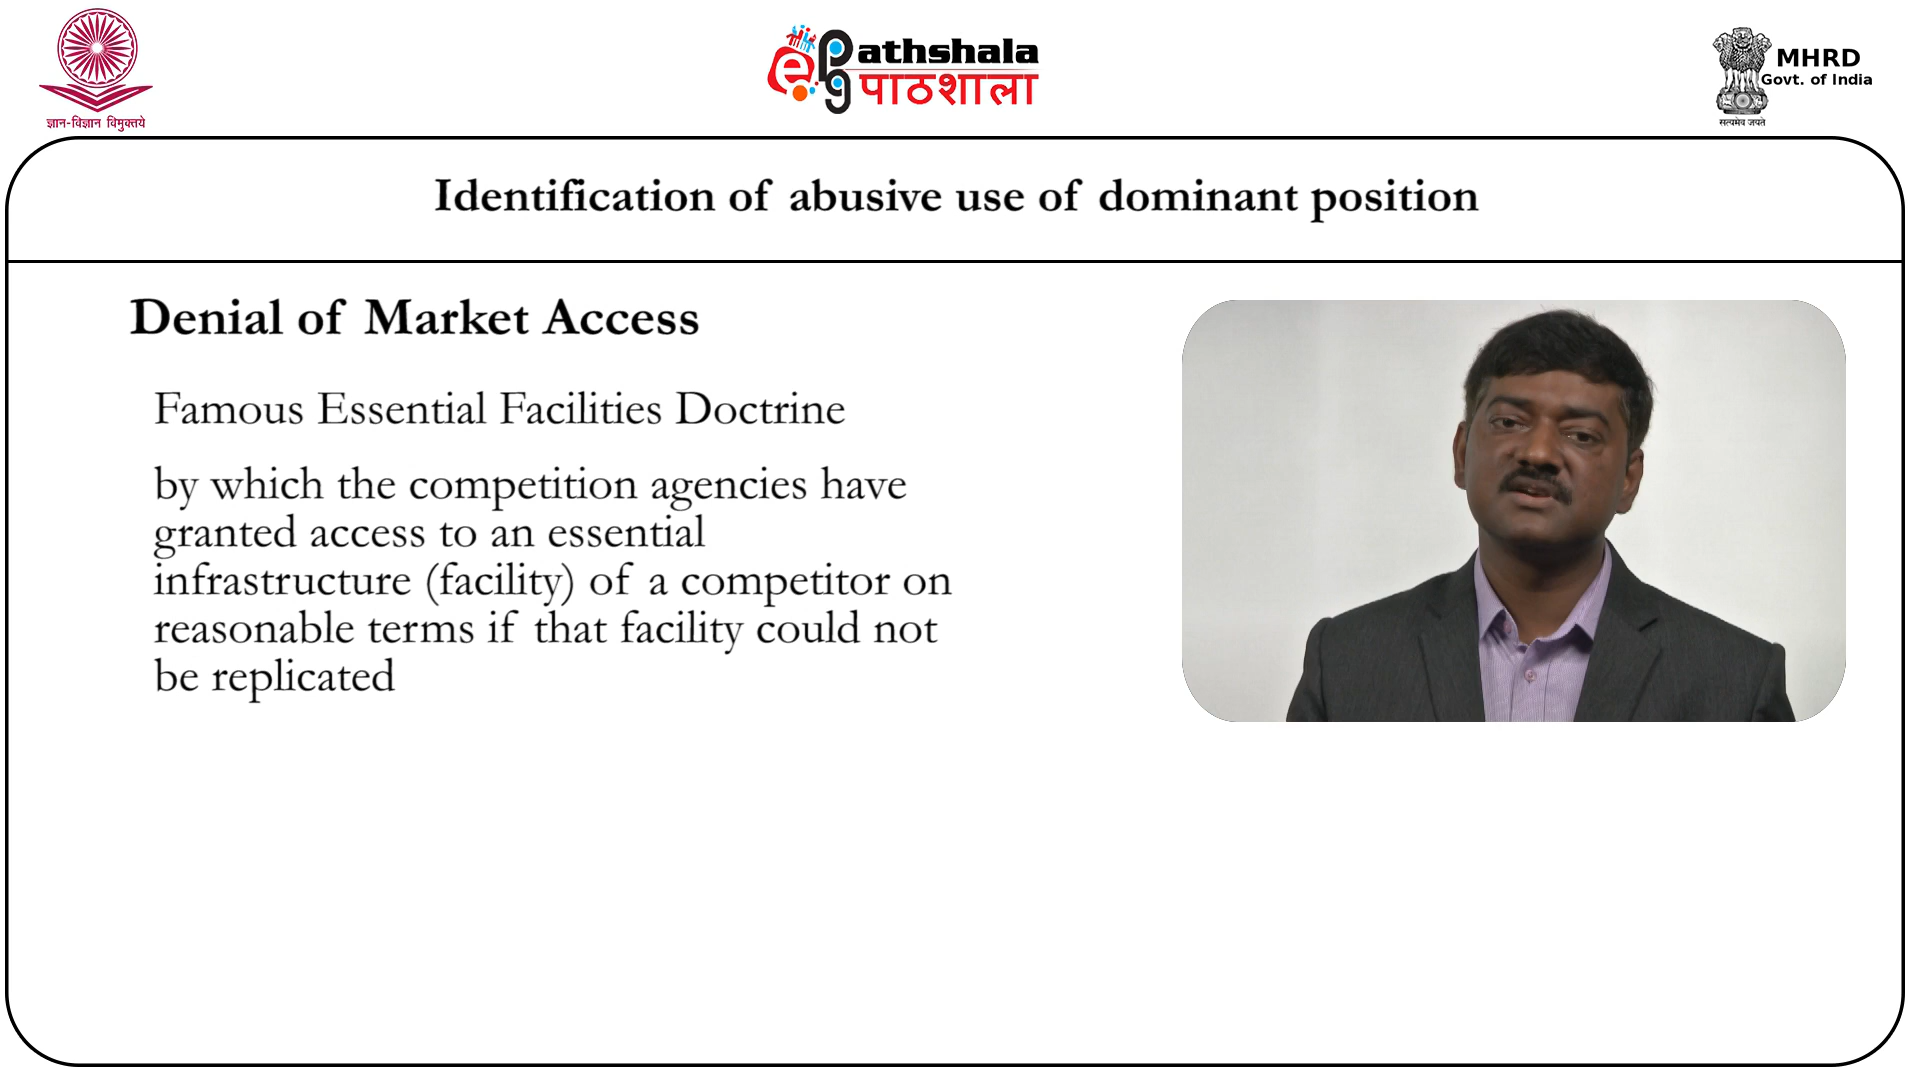 ज्ञान-विज्ञान विमुक्तये
e pg athshala
पाठशाला
MHRD
Govt. of India
सत्यमेव जयते
Identification of abusive use of dominant position
Denial of Market Access
Famous Essential Facilities Doctrine
by which the competition agencies have
granted access to an essential
infrastructure (facility) of a competitor on
reasonable terms if that facility could not
be replicated